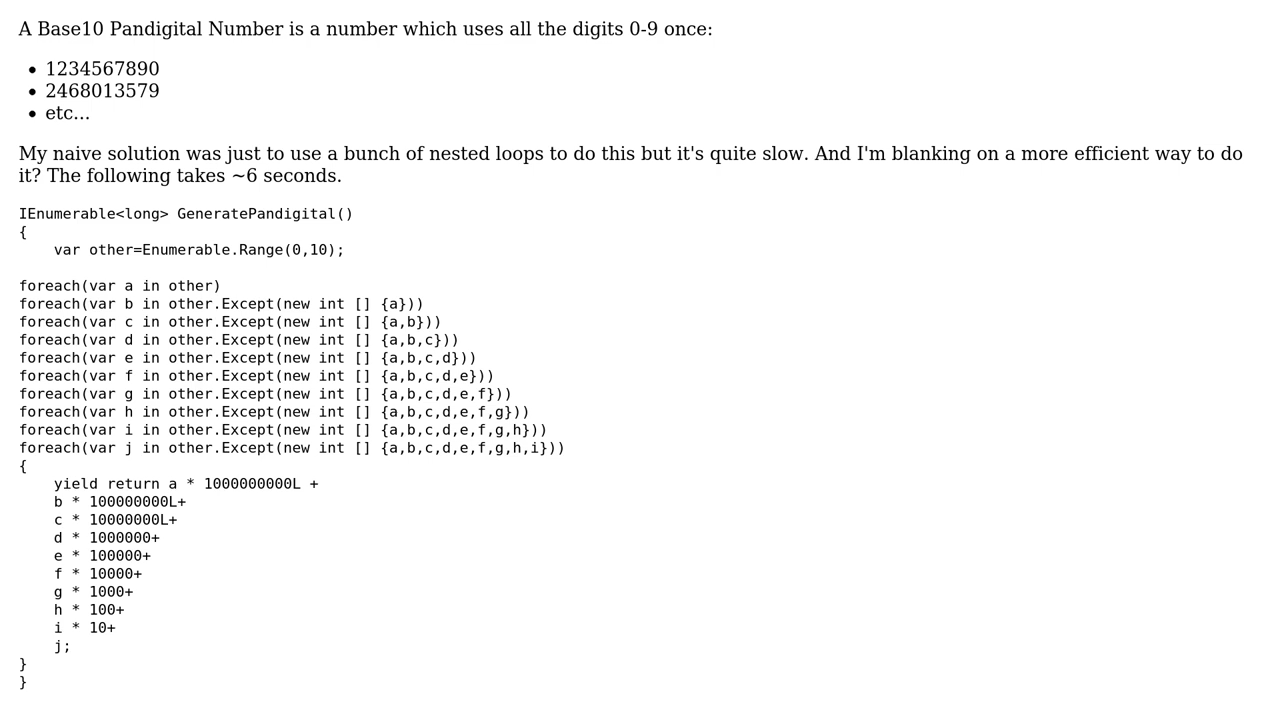 A Base10 Pandigital Number is a number which uses all the digits 0-9 once:
• 1234567890
• 2468013579
• etc...
My naive solution was just to use a bunch of nested loops to do this but it's quite slow. And I'm blanking on a more efficient way to do
it? The following takes ~6 seconds.
IEnumerable<long> GeneratePandigital()
{
    var other=Enumerable.Range(0,10);
foreach(var a in other)
foreach(var b in other.Except(new int [] {a}))
foreach(var c in other.Except(new int [] {a,b}))
foreach(var d in other.Except(new int [] {a,b,c}))
foreach(var e in other.Except(new int [] {a,b,c,d}))
foreach(var f in other.Except(new int [] {a,b,c,d,e}))
foreach(var g in other.Except(new int [] {a,b,c,d,e,f}))
foreach(var h in other.Except(new int [] {a,b,c,d,e,f,g}))
foreach(var i in other.Except(new int [] {a,b,c,d,e,f,g,h}))
foreach(var j in other.Except(new int [] {a,b,c,d,e,f,g,h,i}))
{
    yield return a * 1000000000L +
    b * 100000000L+
    c * 10000000L+
    d * 1000000+
    e * 100000+
    f * 10000+
    g * 1000+
    h * 100+
    i * 10+
    j;
}
}